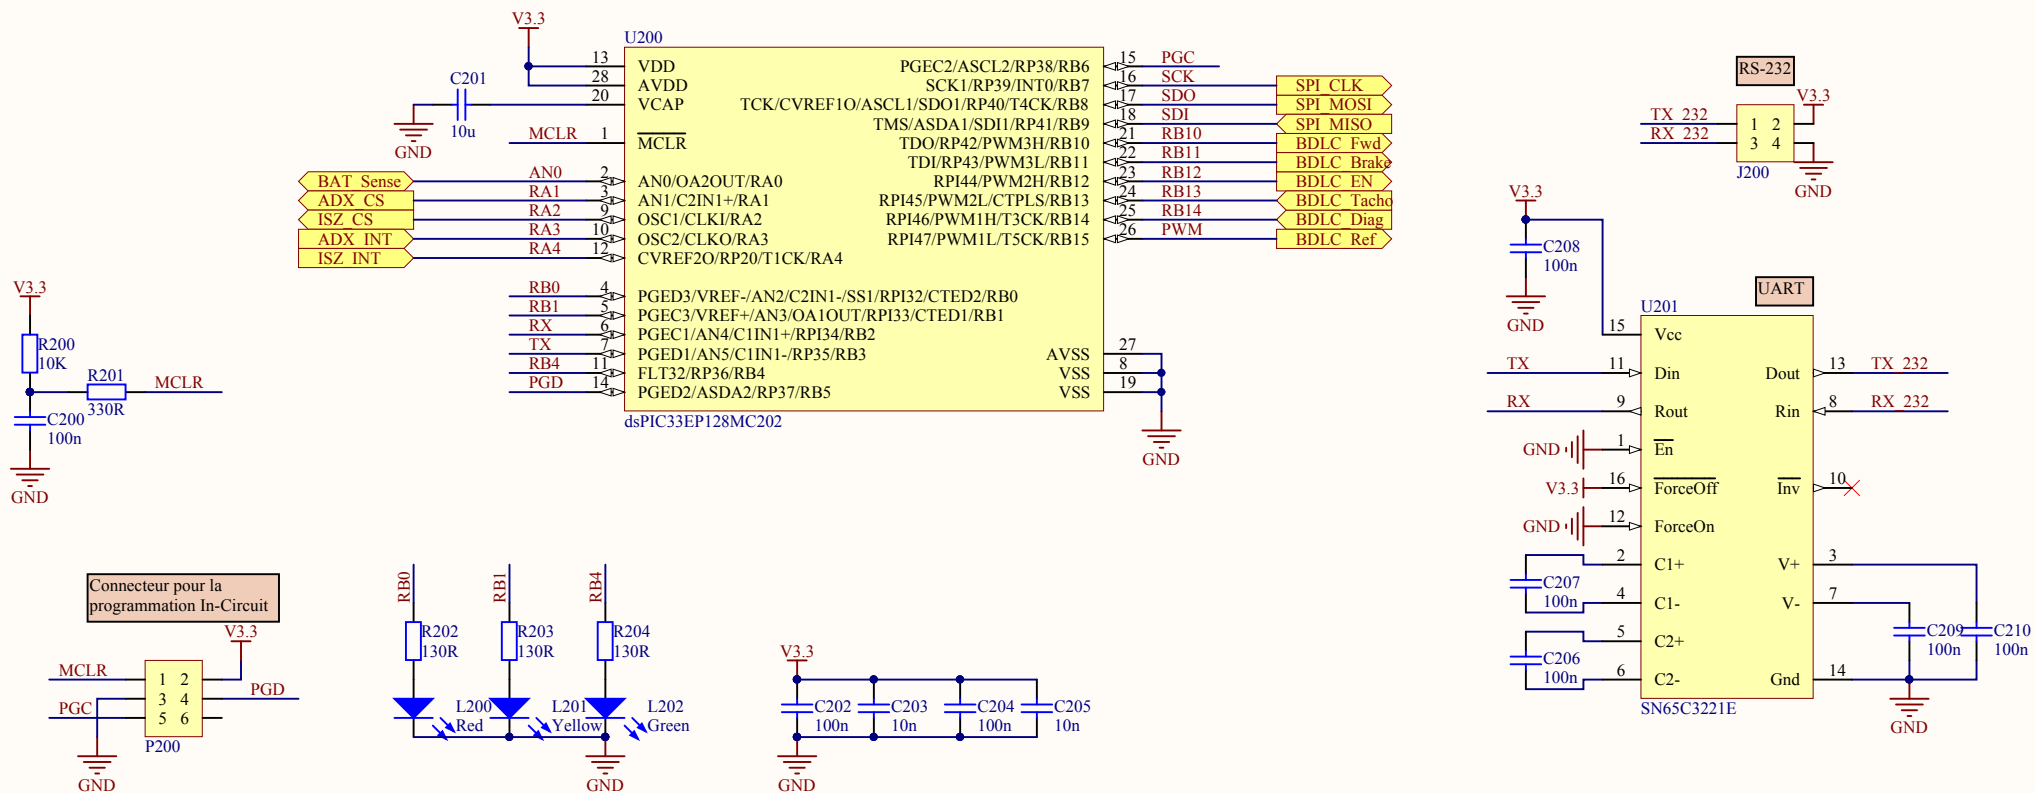 V3.3
C201
10u
GND
U200
13 VDD
28 AVDD
20 VCAP
MCLR 1 MCLR
BAT_Sense AN0 2 AN0/OA2OUT/RA0
ADX_CS RA1 3 AN1/C2IN1+/RA1
ISZ_CS RA2 9 OSC1/CLKI/RA2
ADX_INT RA3 10 OSC2/CLKO/RA3
ISZ_INT RA4 12 CVREF2O/RP20/T1CK/RA4
RB0 4 PGED3/VREF-/AN2/C2IN1-/SS1/RPI32/CTED2/RB0
RB1 5 PGEC3/VREF+/AN3/OA1OUT/RPI33/CTED1/RB1
RX 6 PGEC1/AN4/C1IN1+/RPI34/RB2
TX 7 PGED1/AN5/C1IN1-/RP35/RB3
RB4 11 FLT32/RP36/RB4
PGD 14 PGED2/ASDA2/RP37/RB5
dsPIC33EP128MC202
PGEC2/ASCL2/RP38/RB6 15 PGC
SCK1/RP39/INT0/RB7 16 SCK SPI_CLK
TCK/CVREF1O/ASCL1/SDO1/RP40/T4CK/RB8 17 SDO SPI_MOSI
TMS/ASDA1/SDI1/RP41/RB9 18 SDI SPI_MISO
TDO/RP42/PWM3H/RB10 21 RB10 BDLC_Fwd
TDI/RP43/PWM3L/RB11 22 RB11 BDLC_Brake
RPI44/PWM2H/RB12 23 RB12 BDLC_EN
RPI45/PWM2L/CTPLS/RB13 24 RB13 BDLC_Tacho
RPI46/PWM1H/T3CK/RB14 25 RB14 BDLC_Diag
RPI47/PWM1L/T5CK/RB15 26 PWM BDLC_Ref
AVSS 27
VSS 8
VSS 19
GND
V3.3
R200
10K
R201
330R
MCLR
C200
100n
GND
Connecteur pour la
programmation In-Circuit
V3.3
MCLR 1 2
3 4 PGD
PGC 5 6
P200
GND
RB0
RB1
RB4
R202
130R
R203
130R
R204
130R
L200
Red
L201
Yellow
L202
Green
GND
V3.3
C202
100n
C203
10n
C204
100n
C205
10n
GND
RS-232
V3.3
TX_232 1 2
RX_232 3 4
J200
GND
V3.3
C208
100n
GND
UART
U201
15 Vcc
TX 11 Din
RX 9 Rout
GND 1 En
V3.3 16 ForceOff
GND 12 ForceOn
2 C1+
4 C1-
5 C2+
6 C2-
C207
100n
C206
100n
Dout 13 TX_232
Rin 8 RX_232
Inv 10
V+ 3
V- 7
Gnd 14
C209
100n
C210
100n
GND
SN65C3221E